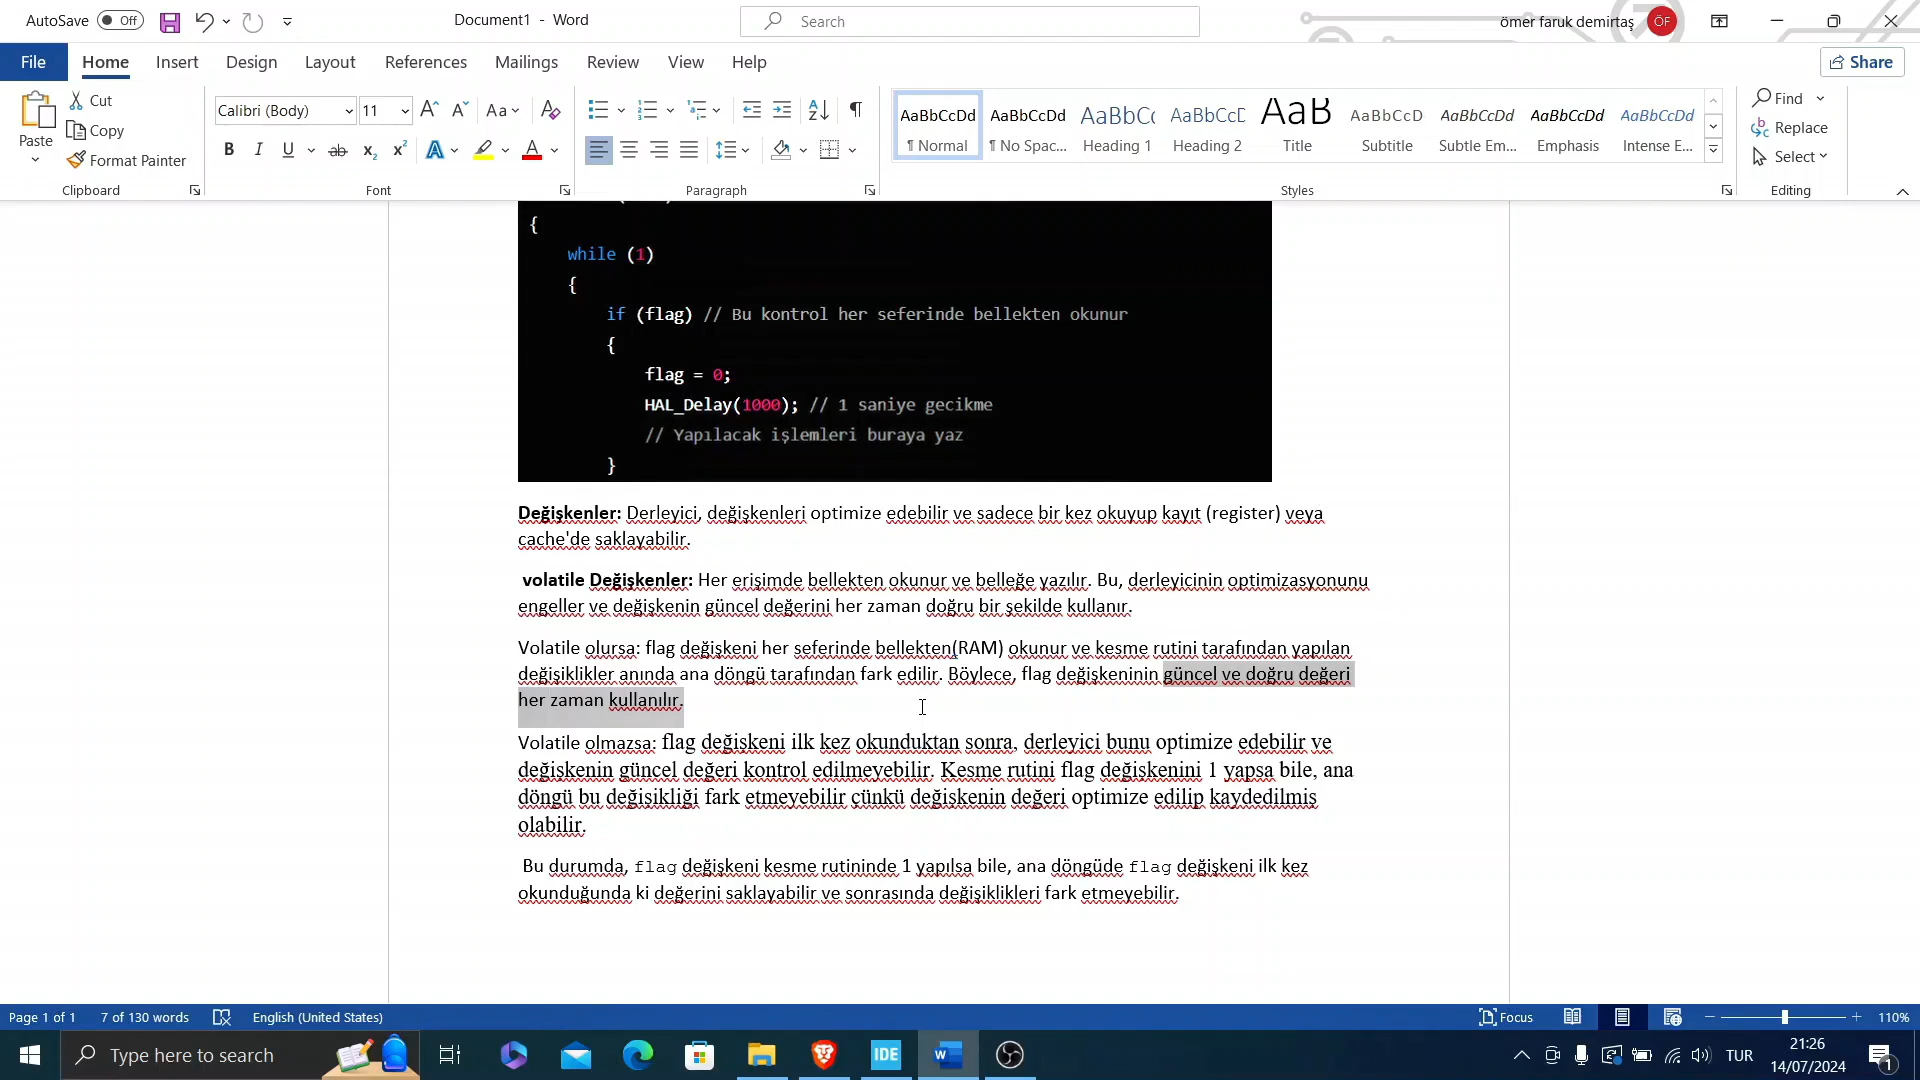 AutoSave Off Document1 - Word Search ömer faruk demirtaş ÖF
File Home Insert Design Layout References Mailings Review View Help Share
Paste Cut Copy Format Painter Clipboard
Calibri (Body) 11 Aa
B I U ab x₂ x² A A
Font
Paragraph
AaBbCcDd AaBbCcDd AaBbCc AaBbCcD AaB AaBbCcD AaBbCcDd AaBbCcDd AaBbCcDd
¶ Normal ¶ No Spac... Heading 1 Heading 2 Title Subtitle Subtle Em... Emphasis Intense E...
Styles
Find
Replace
Select
Editing
{
while (1)
{
if (flag) // Bu kontrol her seferinde bellekten okunur
{
flag = 0;
HAL_Delay(1000); // 1 saniye gecikme
// Yapılacak işlemleri buraya yaz
}
Değişkenler: Derleyici, değişkenleri optimize edebilir ve sadece bir kez okuyup kayıt (register) veya
cache'de saklayabilir.
volatile Değişkenler: Her erişimde bellekten okunur ve belleğe yazılır. Bu, derleyicinin optimizasyonunu
engeller ve değişkenin güncel değerini her zaman doğru bir şekilde kullanır.
Volatile olursa: flag değişkeni her seferinde bellekten(RAM) okunur ve kesme rutini tarafından yapılan
değişiklikler anında ana döngü tarafından fark edilir. Böylece, flag değişkeninin güncel ve doğru değeri
her zaman kullanılır.
Volatile olmazsa: flag değişkeni ilk kez okunduktan sonra, derleyici bunu optimize edebilir ve
değişkenin güncel değeri kontrol edilmeyebilir. Kesme rutini flag değişkenini 1 yapsa bile, ana
döngü bu değişikliği fark etmeyebilir çünkü değişkenin değeri optimize edilip kaydedilmiş
olabilir.
Bu durumda, flag değişkeni kesme rutininde 1 yapılsa bile, ana döngüde flag değişkeni ilk kez
okunduğunda ki değerini saklayabilir ve sonrasında değişiklikleri fark etmeyebilir.
Page 1 of 1 7 of 130 words English (United States) Focus 110%
Type here to search IDE TUR 21:26
14/07/2024 1